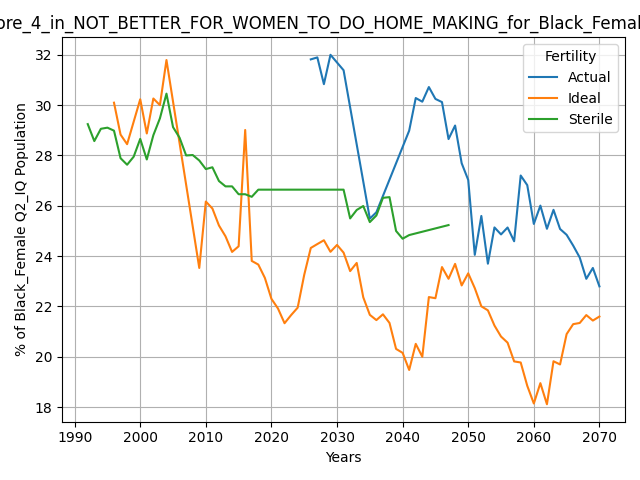 ore_4_in_NOT_BETTER_FOR_WOMEN_TO_DO_HOME_MAKING_for_Black_Femal
Fertility
Actual
Ideal
Sterile
% of Black_Female Q2_IQ Population
32
30
28
26
24
22
20
18
1990 2000 2010 2020 2030 2040 2050 2060 2070
Years